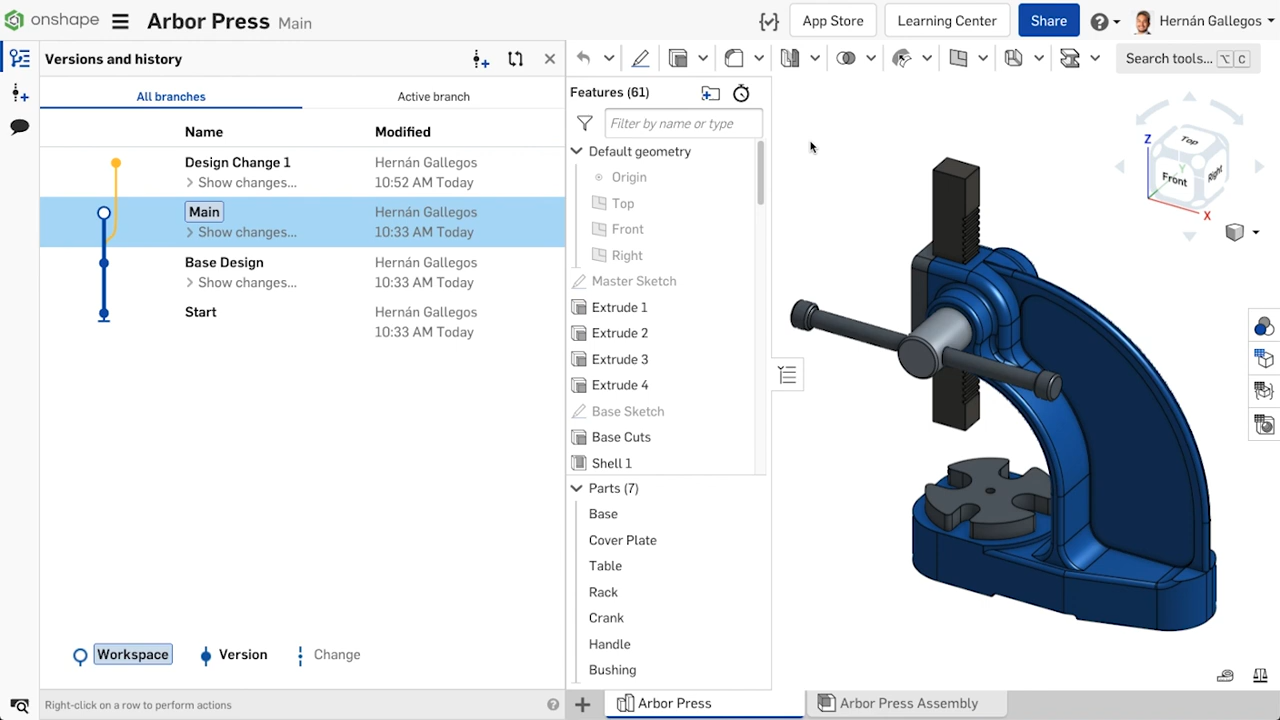 onshape Arbor Press Main App Store Learning Center Share Hernán Gallegos
Versions and history
Search tools... ⌥ C
All branches Active branch
Name Modified
Design Change 1 Hernán Gallegos
Show changes... 10:52 AM Today
Main Hernán Gallegos
Show changes... 10:33 AM Today
Base Design Hernán Gallegos
Show changes... 10:33 AM Today
Start Hernán Gallegos
10:33 AM Today
Workspace Version Change
Right-click on a row to perform actions
Features (61)
Filter by name or type
Default geometry
Origin
Top
Front
Right
Master Sketch
Extrude 1
Extrude 2
Extrude 3
Extrude 4
Base Sketch
Base Cuts
Shell 1
Parts (7)
Base
Cover Plate
Table
Rack
Crank
Handle
Bushing
Z
Top
Y
Front
Right
X
Arbor Press Arbor Press Assembly